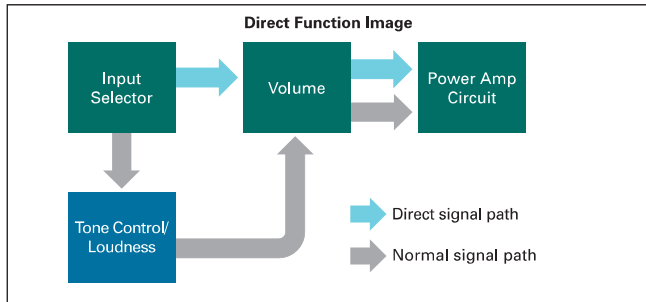 Direct Function Image
Input
Selector
Volume
Power Amp
Circuit
Tone Control/
Loudness
Direct signal path
Normal signal path